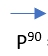 P⁹⁰ =